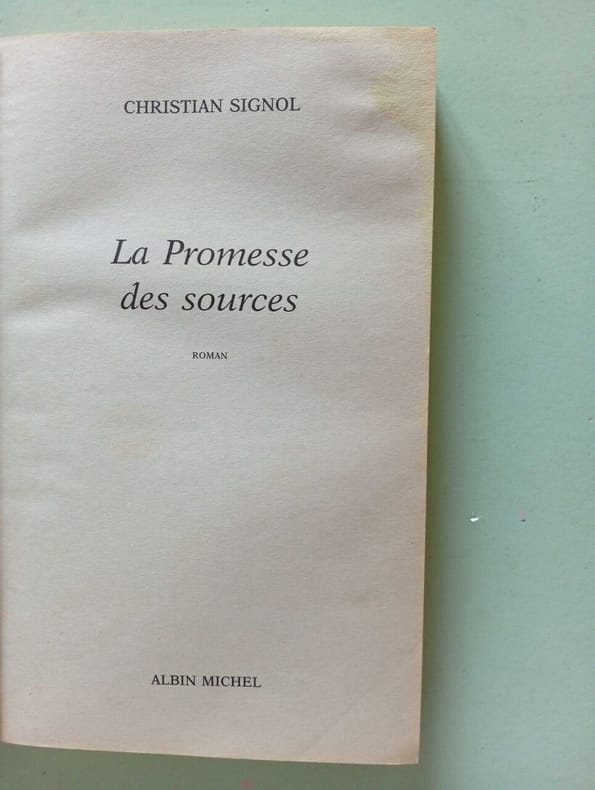 CHRISTIAN SIGNOL
La Promesse
des sources
ROMAN
ALBIN MICHEL